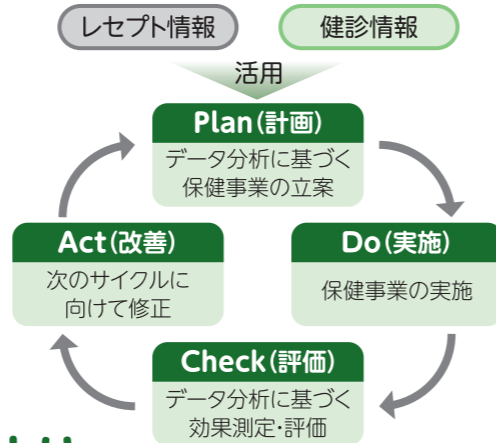 レセプト情報
健診情報
活用
Plan(計画)
データ分析に基づく
保健事業の立案
Do(実施)
保健事業の実施
Check(評価)
データ分析に基づく
効果測定・評価
Act(改善)
次のサイクルに
向けて修正